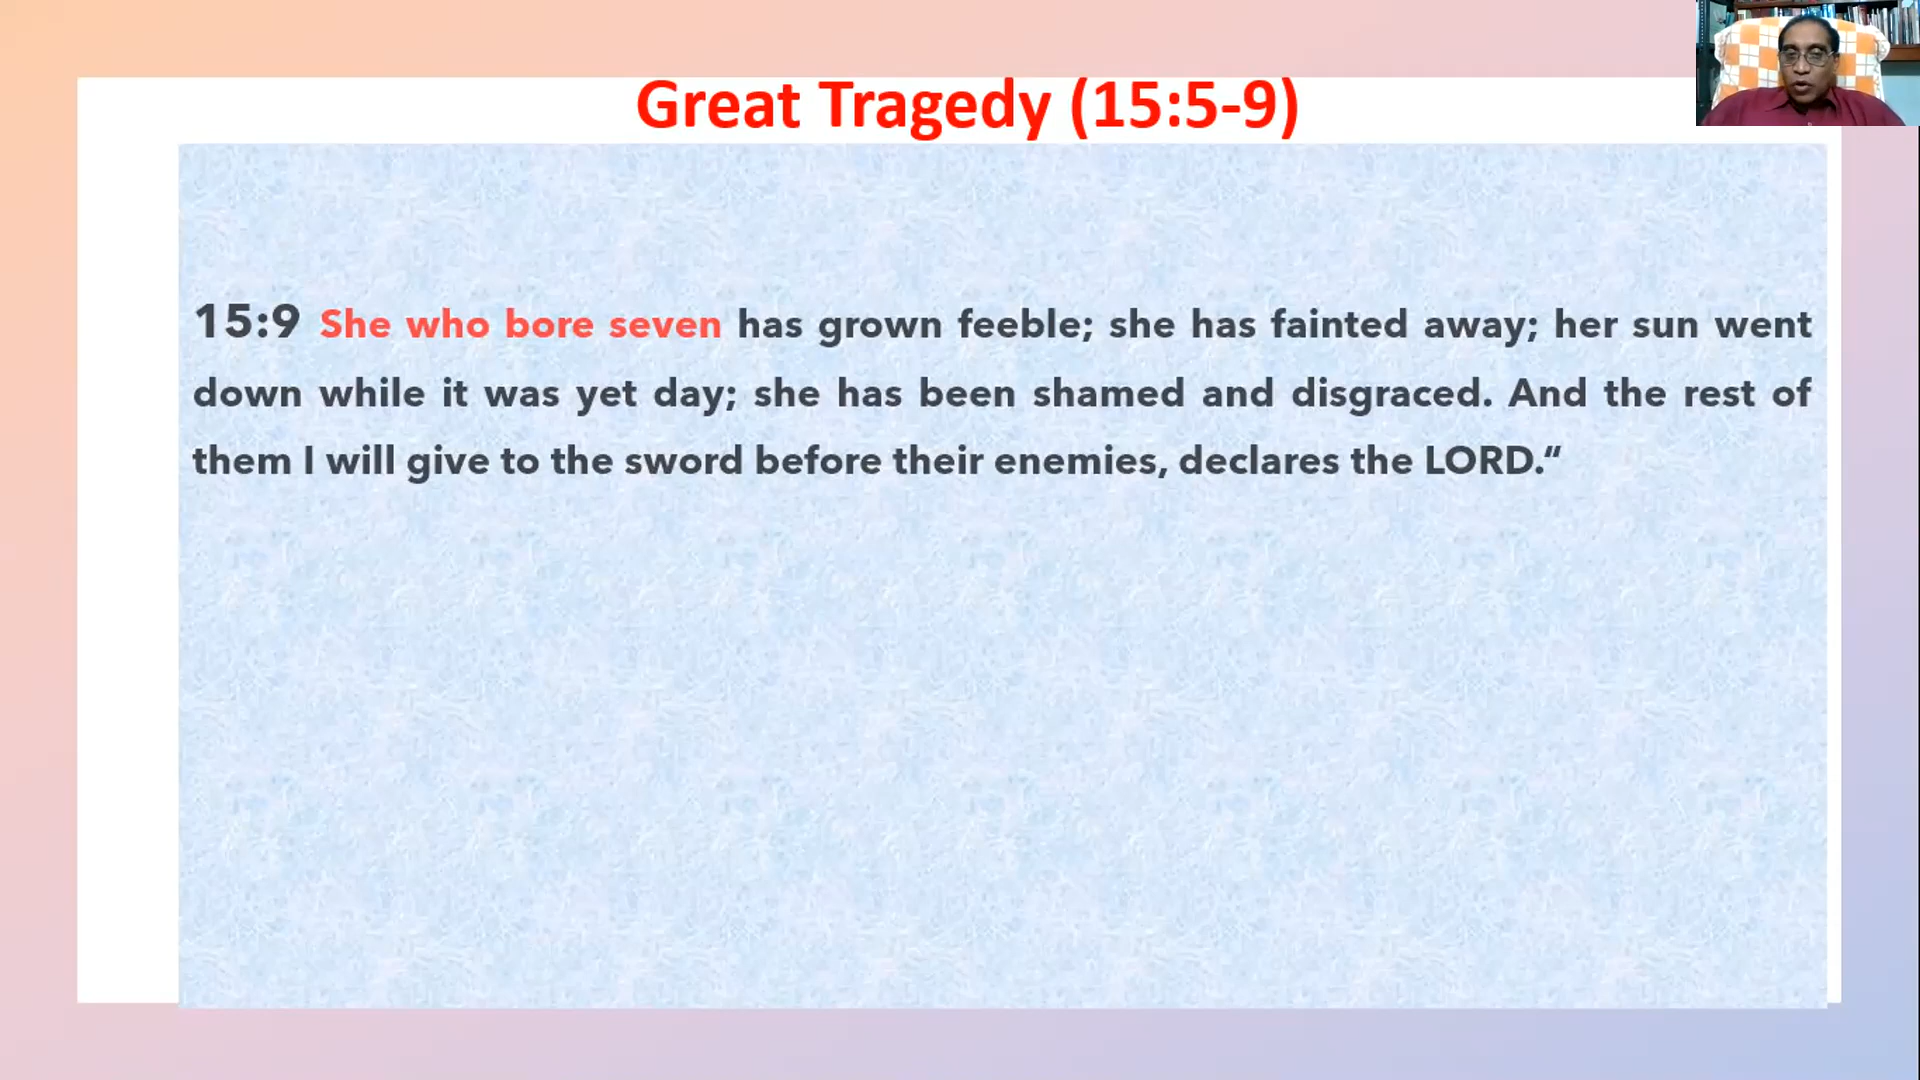 Great Tragedy (15:5-9)
15:9 She who bore seven has grown feeble; she has fainted away; her sun went
down while it was yet day; she has been shamed and disgraced. And the rest of
them I will give to the sword before their enemies, declares the LORD.“